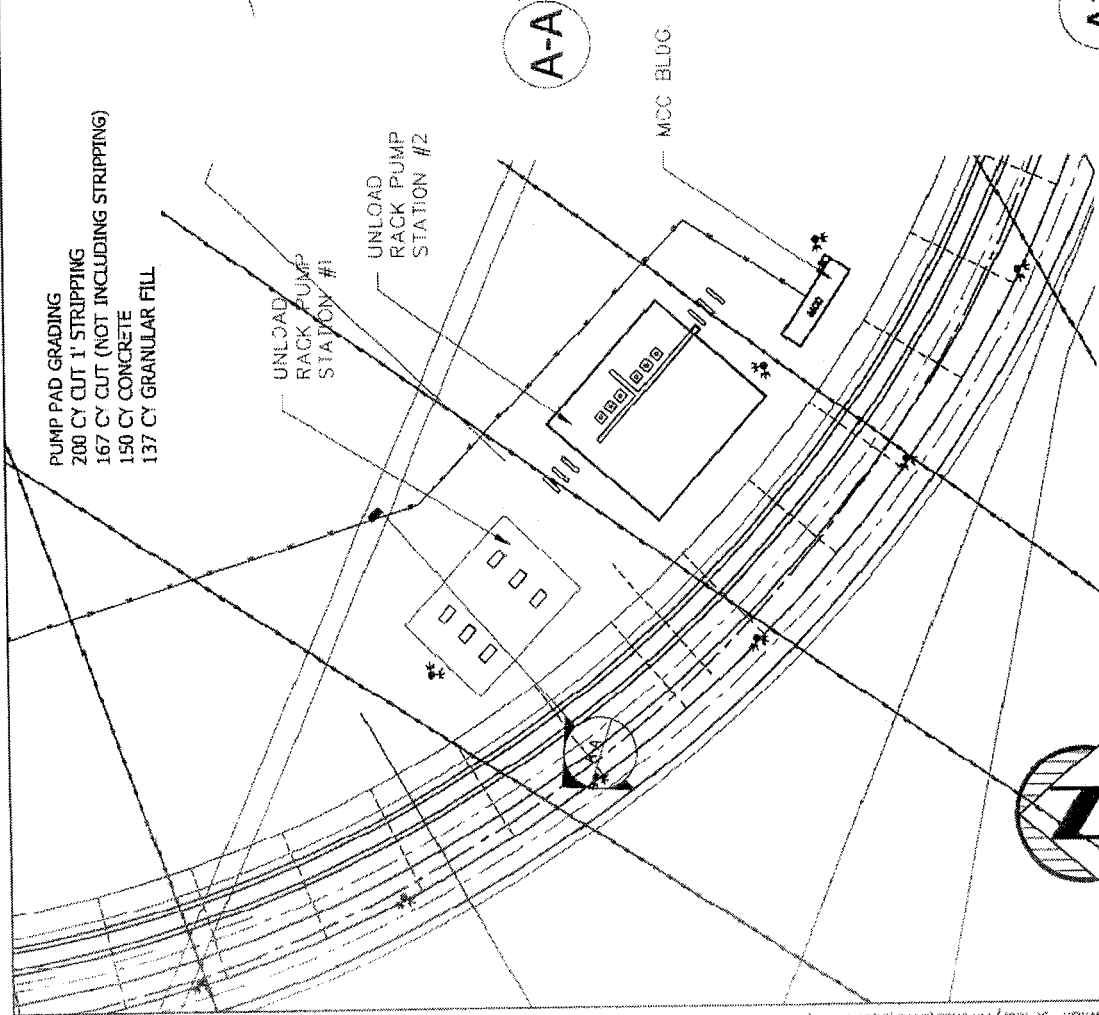 PUMP PAD GRADING
200 CY CUT 1' STRIPPING
167 CY CUT (NOT INCLUDING STRIPPING)
150 CY CONCRETE
137 CY GRANULAR FILL
UNLOAD
RACK PUMP
STATION #1
UNLOAD
RACK PUMP
STATION #2
A-A
MCC BLDG.
MCC